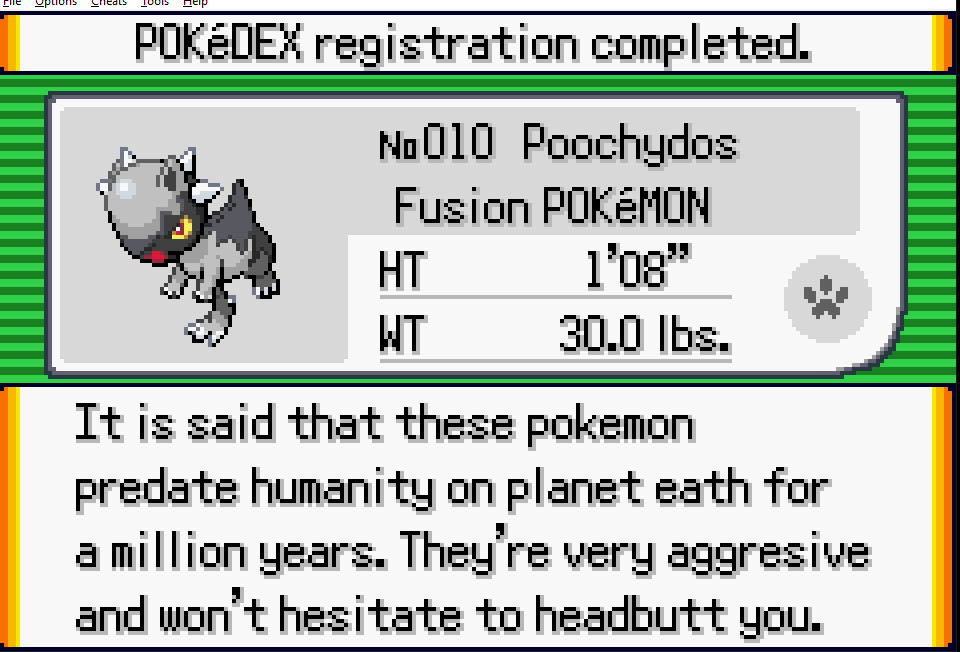 File Options Cheats Tools Help
POKéDEX registration completed.
No010 Poochydos
Fusion POKéMON
HT 1'08"
WT 30.0 lbs.
It is said that these pokemon
predate humanity on planet eath for
a million years. They're very aggresive
and won't hesitate to headbutt you.